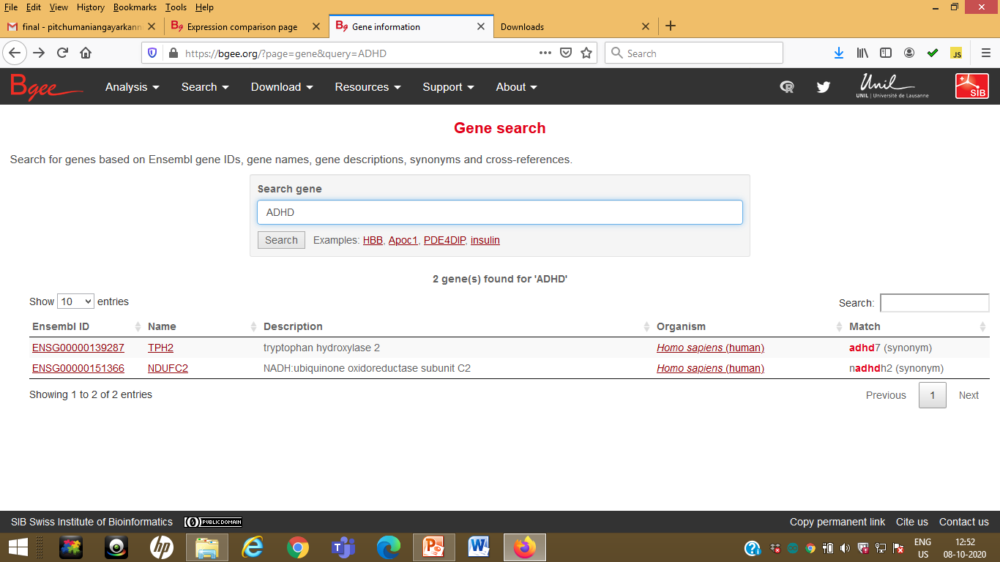 File Edit View History Bookmarks Tools Help
final - pitchumaniangayarkann
Expression comparison page
Gene information
Downloads
https://bgee.org/?page=gene&query=ADHD
Search
JS
Bgee Analysis Search Download Resources Support About
R
Unil
UNIL | Université de Lausanne
SIB
Gene search
Search for genes based on Ensembl gene IDs, gene names, gene descriptions, synonyms and cross-references.
Search gene
ADHD
Search Examples: HBB, Apoc1, PDE4DIP, insulin
2 gene(s) found for 'ADHD'
Show 10 entries Search:
Ensembl ID Name Description Organism Match
ENSG00000139287 TPH2 tryptophan hydroxylase 2 Homo sapiens (human) adhd7 (synonym)
ENSG00000151366 NDUFC2 NADH:ubiquinone oxidoreductase subunit C2 Homo sapiens (human) nadhdh2 (synonym)
Showing 1 to 2 of 2 entries Previous 1 Next
SIB Swiss Institute of Bioinformatics PUBLIC DOMAIN Copy permanent link Cite us Contact us
ENG 12:52
US 08-10-2020